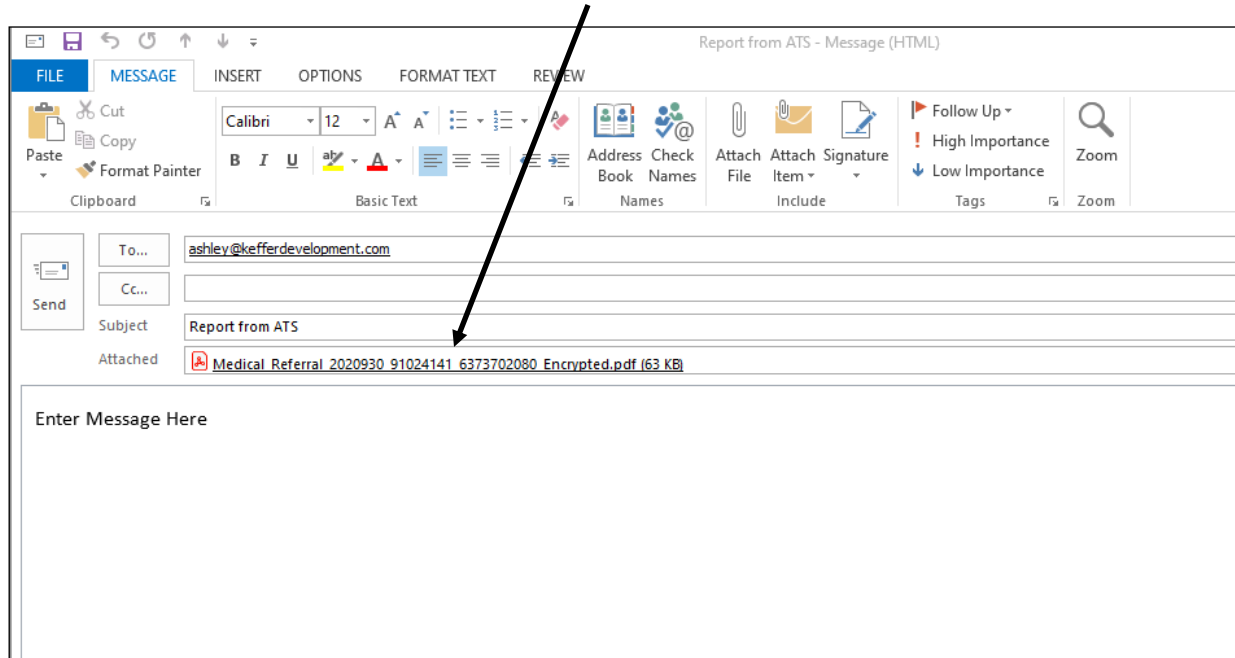 Report from ATS - Message (HTML)
FILE MESSAGE INSERT OPTIONS FORMAT TEXT REVIEW
Paste
Cut
Copy
Format Painter
Clipboard
Calibri 12
B I U
Basic Text
Address Book
Check Names
Names
Attach File
Attach Item
Signature
Include
Follow Up
High Importance
Low Importance
Tags
Zoom
Zoom
Send
To... ashley@kefferdevelopment.com
Cc...
Subject Report from ATS
Attached Medical_Referral_2020930_91024141_6373702080_Encrypted.pdf (63 KB)
Enter Message Here